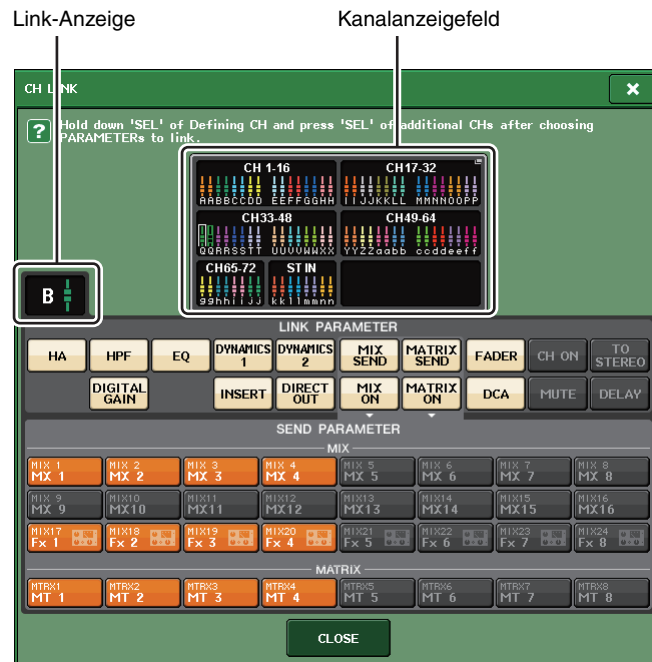 Link-Anzeige Kanalanzeigefeld
CH LINK
? Hold down 'SEL' of Defining CH and press 'SEL' of additional CHs after choosing
PARAMETERs to link.
CH 1-16 CH17-32
AABBCCDD EEFFGGHH IIJJKKLL MMNNOOPP
CH33-48 CH49-64
QQRRSSTT UUVVWWXX YYZZaabb ccddeeff
CH65-72 ST IN
gghhiijj kkllmmnn
B
LINK PARAMETER
HA HPF EQ DYNAMICS 1 DYNAMICS 2 MIX SEND MATRIX SEND FADER CH ON TO STEREO
DIGITAL GAIN INSERT DIRECT OUT MIX ON MATRIX ON DCA MUTE DELAY
SEND PARAMETER
MIX
MIX 1 MIX 2 MIX 3 MIX 4 MIX 5 MIX 6 MIX 7 MIX 8
MX 1 MX 2 MX 3 MX 4 MX 5 MX 6 MX 7 MX 8
MIX 9 MIX10 MIX11 MIX12 MIX13 MIX14 MIX15 MIX16
MX 9 MX10 MX11 MX12 MX13 MX14 MX15 MX16
MIX17 MIX18 MIX19 MIX20 MIX21 MIX22 MIX23 MIX24
Fx 1 Fx 2 Fx 3 Fx 4 Fx 5 Fx 6 Fx 7 Fx 8
MATRIX
MTRX1 MTRX2 MTRX3 MTRX4 MTRX5 MTRX6 MTRX7 MTRX8
MT 1 MT 2 MT 3 MT 4 MT 5 MT 6 MT 7 MT 8
CLOSE